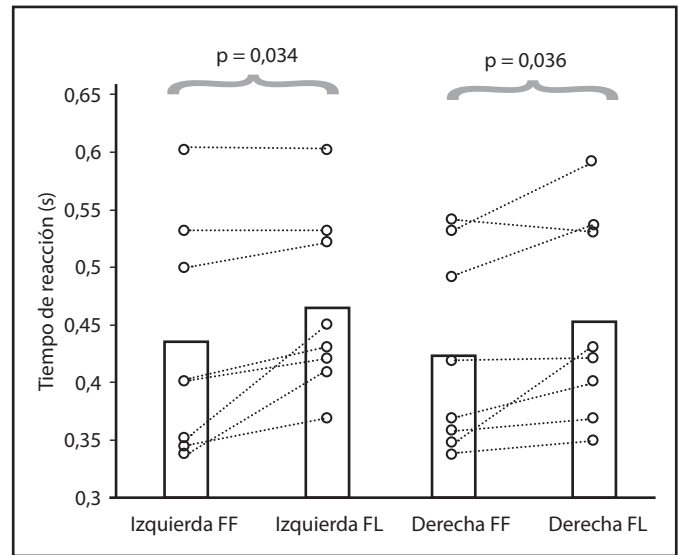 p = 0,034
p = 0,036
Tiempo de reacción (s)
0,65
0,6
0,55
0,5
0,45
0,4
0,35
0,3
Izquierda FF
Izquierda FL
Derecha FF
Derecha FL